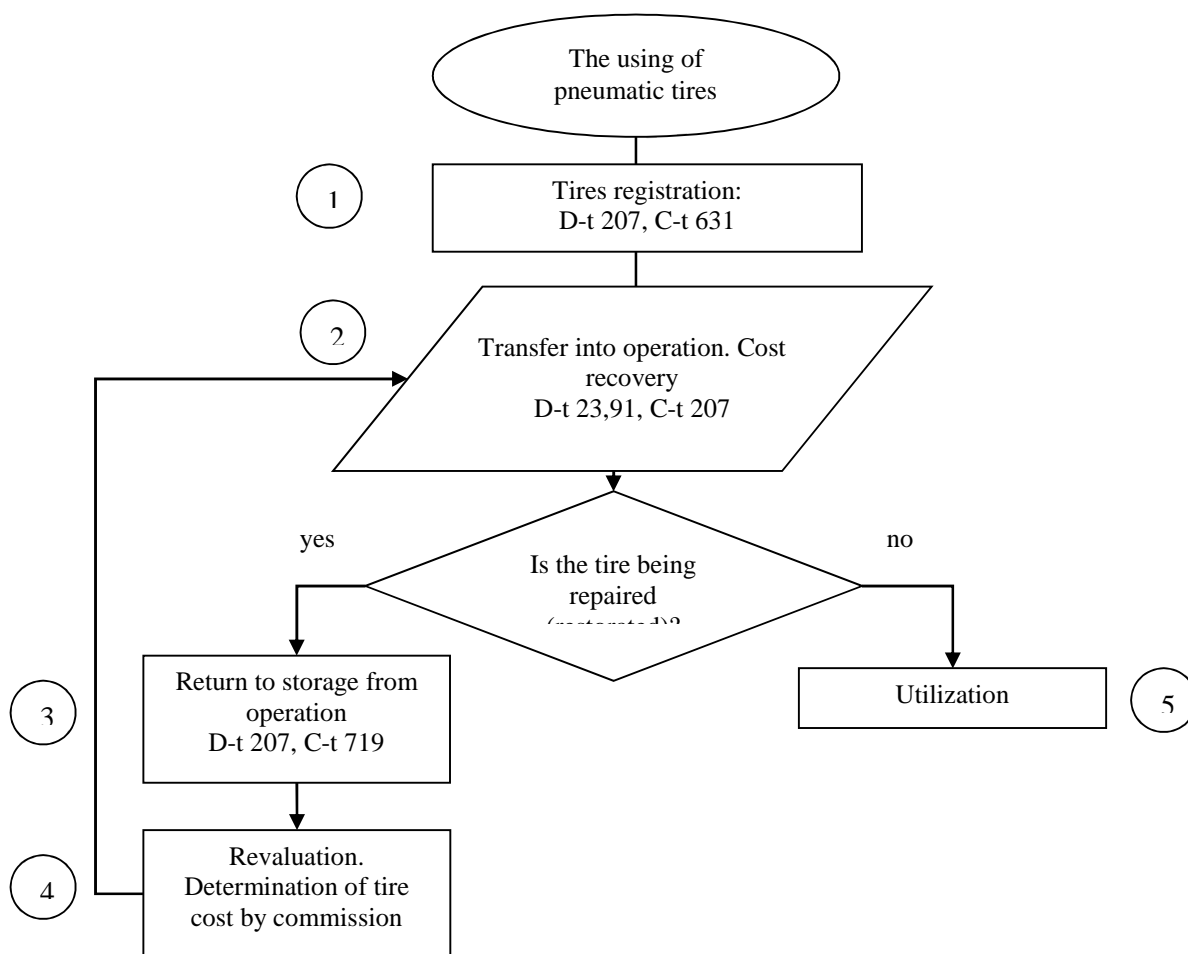 The using of
pneumatic tires
1
Tires registration:
D-t 207, C-t 631
2
Transfer into operation. Cost
recovery
D-t 23,91, C-t 207
yes
no
Is the tire being
repaired
(restorated)?
3
Return to storage from
operation
D-t 207, C-t 719
Utilization
5
4
Revaluation.
Determination of tire
cost by commission